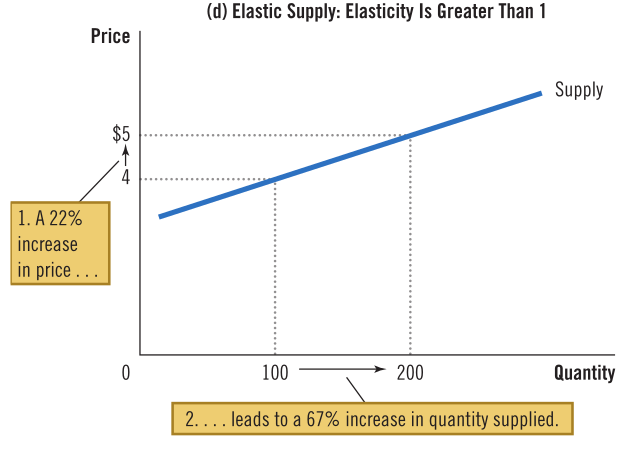 (d) Elastic Supply: Elasticity Is Greater Than 1
Price
Supply
$5
4
1. A 22%
increase
in price . . .
0
100
200
Quantity
2. . . . leads to a 67% increase in quantity supplied.